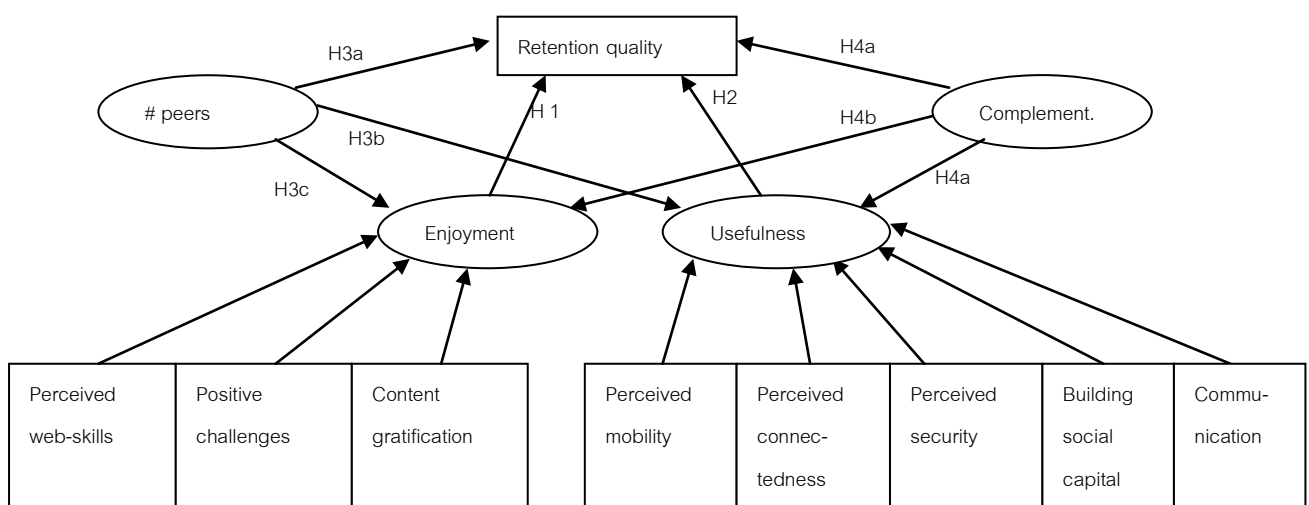 Retention quality
H3a
H4a
# peers
H 1
H2
Complement.
H3b
H4b
H3c
H4a
Enjoyment
Usefulness
Perceived
web-skills
Positive
challenges
Content
gratification
Perceived
mobility
Perceived
connec-
tedness
Perceived
security
Building
social
capital
Commu-
nication